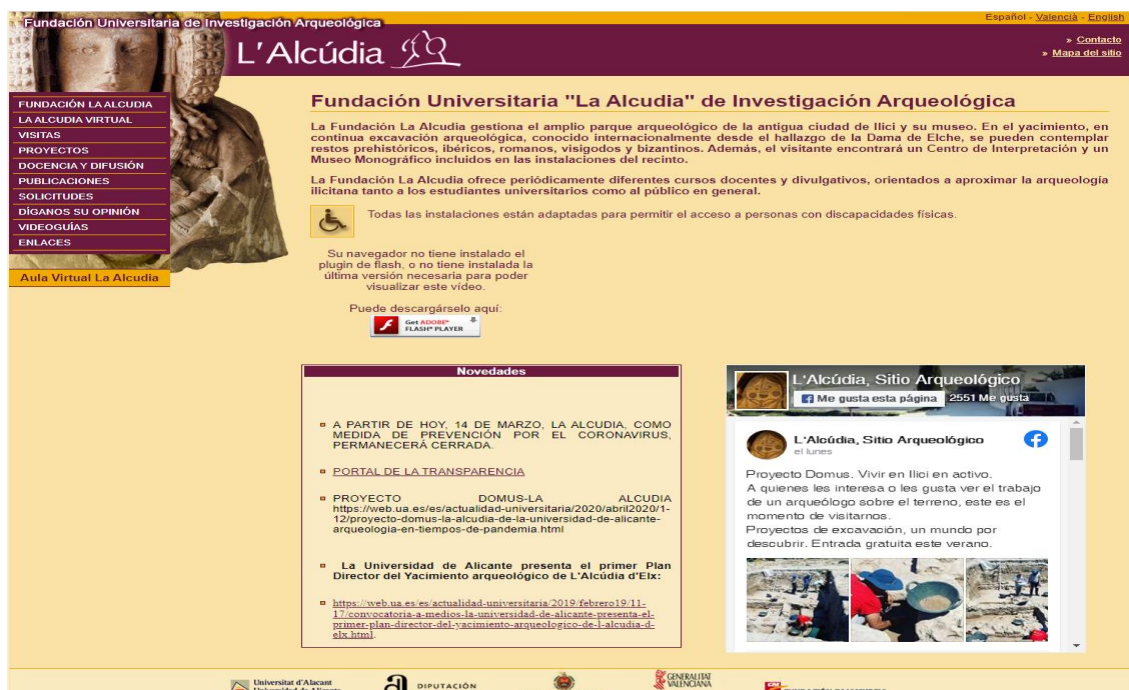 Fundación Universitaria de Investigación Arqueológica
L'Alcúdia
Español - Valencià - English
» Contacto
» Mapa del sitio
FUNDACIÓN LA ALCUDIA
LA ALCUDIA VIRTUAL
VISITAS
PROYECTOS
DOCENCIA Y DIFUSIÓN
PUBLICACIONES
SOLICITUDES
DÍGANOS SU OPINIÓN
VIDEOGUÍAS
ENLACES
Aula Virtual La Alcudia
Fundación Universitaria "La Alcudia" de Investigación Arqueológica
La Fundación La Alcudia gestiona el amplio parque arqueológico de la antigua ciudad de Ilici y su museo. En el yacimiento, en
continua excavación arqueológica, conocido internacionalmente desde el hallazgo de la Dama de Elche, se pueden contemplar
restos prehistóricos, ibéricos, romanos, visigodos y bizantinos. Además, el visitante encontrará un Centro de Interpretación y un
Museo Monográfico incluidos en las instalaciones del recinto.
La Fundación La Alcudia ofrece periódicamente diferentes cursos docentes y divulgativos, orientados a aproximar la arqueología
ilicitana tanto a los estudiantes universitarios como al público en general.
Todas las instalaciones están adaptadas para permitir el acceso a personas con discapacidades físicas.
Su navegador no tiene instalado el
plugin de flash, o no tiene instalada la
última versión necesaria para poder
visualizar este vídeo.
Puede descargárselo aquí:
Get ADOBE®
FLASH® PLAYER
Novedades
A PARTIR DE HOY, 14 DE MARZO, LA ALCUDIA, COMO
MEDIDA DE PREVENCIÓN POR EL CORONAVIRUS,
PERMANECERÁ CERRADA.
PORTAL DE LA TRANSPARENCIA
PROYECTO DOMUS-LA ALCUDIA
https://web.ua.es/es/actualidad-universitaria/2020/abril2020/1-
12/proyecto-domus-la-alcudia-de-la-universidad-de-alicante-
arqueologia-en-tiempos-de-pandemia.html
La Universidad de Alicante presenta el primer Plan
Director del Yacimiento arqueológico de L'Alcúdia d'Elx:
https://web.ua.es/es/actualidad-universitaria/2019/febrero19/11-
17/convocatoria-a-medios-la-universidad-de-alicante-presenta-el-
primer-plan-director-del-yacimiento-arqueologico-de-l-alcudia-d-
elx.html.
L'Alcúdia, Sitio Arqueológico
Me gusta esta página
2551 Me gusta
L'Alcúdia, Sitio Arqueológico
el lunes
Proyecto Domus. Vivir en Ilici en activo.
A quienes les interesa o les gusta ver el trabajo
de un arqueólogo sobre el terreno, este es el
momento de visitarnos.
Proyectos de excavación, un mundo por
descubrir. Entrada gratuita este verano.
Universitat d'Alacant
DIPUTACIÓN
GENERALITAT
VALENCIANA